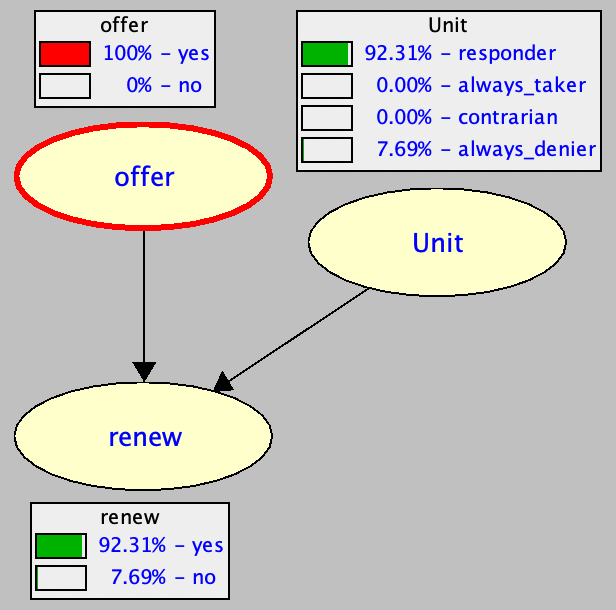 offer
100% – yes
0% – no
Unit
92.31% – responder
0.00% – always_taker
0.00% – contrarian
7.69% – always_denier
offer
Unit
renew
renew
92.31% – yes
7.69% – no